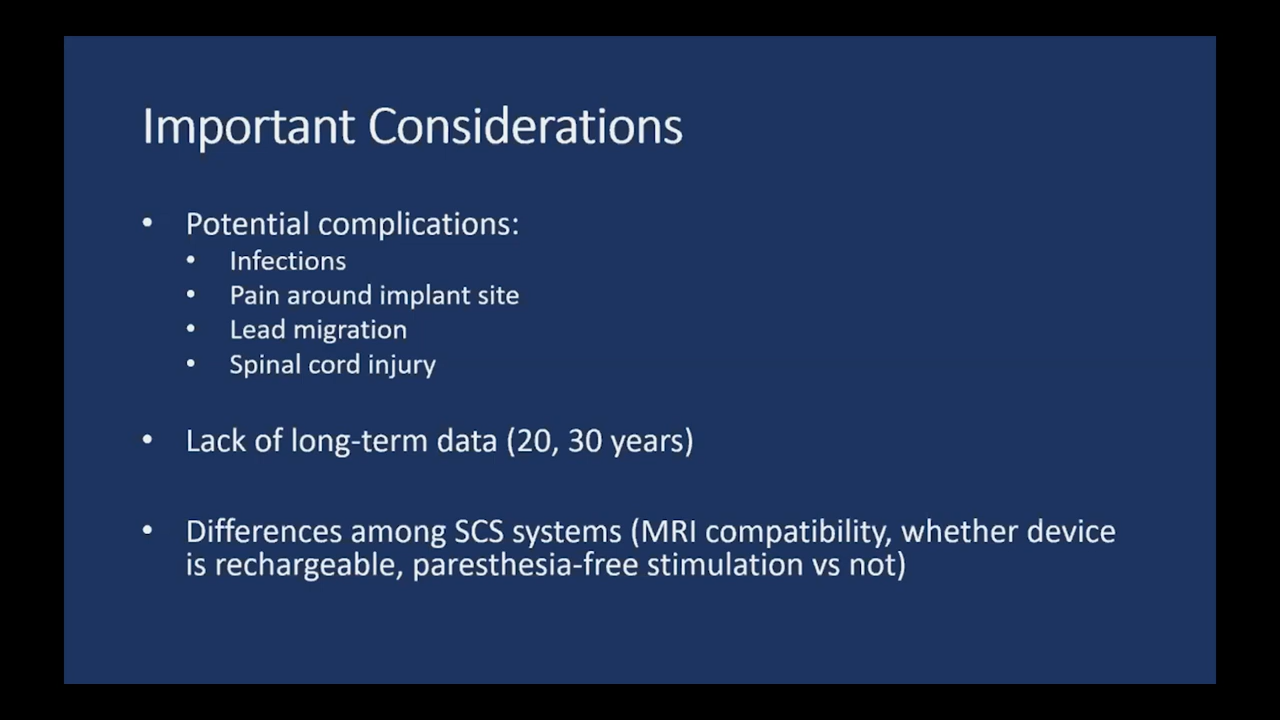 Important Considerations
• Potential complications:
• Infections
• Pain around implant site
• Lead migration
• Spinal cord injury
• Lack of long-term data (20, 30 years)
• Differences among SCS systems (MRI compatibility, whether device
is rechargeable, paresthesia-free stimulation vs not)